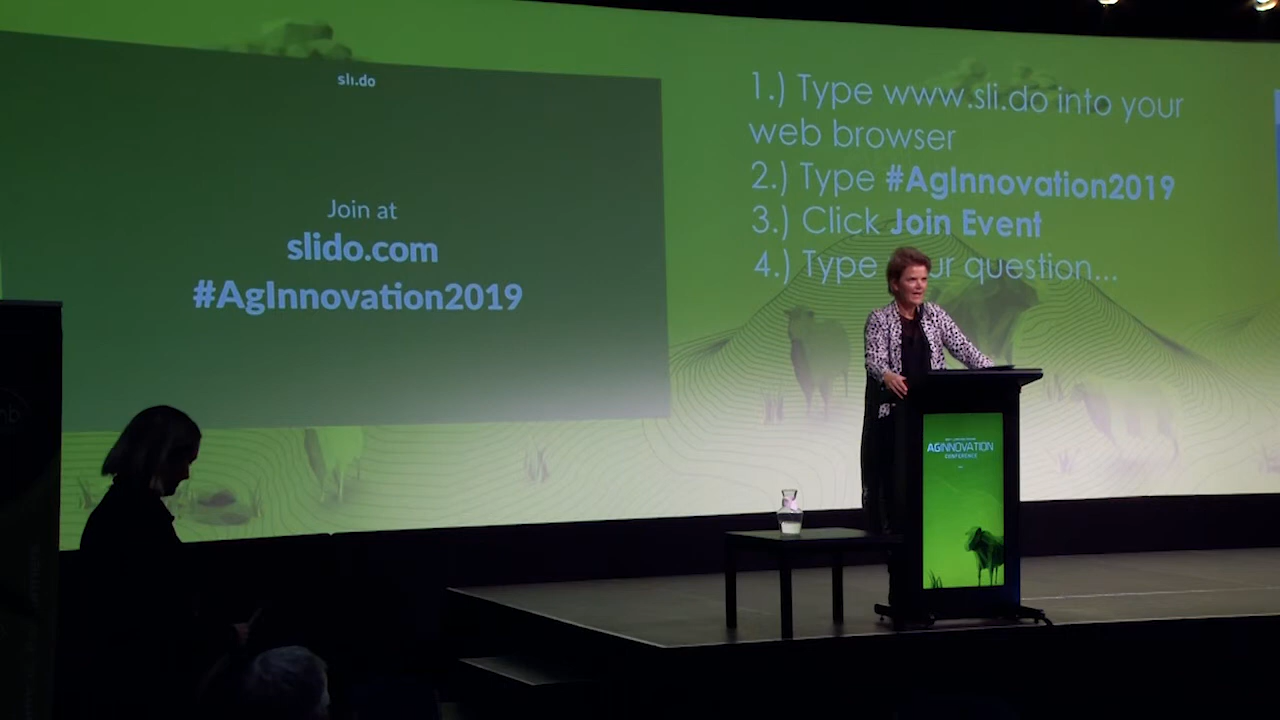 sli.do
Join at
slido.com
#AgInnovation2019
1.) Type www.sli.do into your
web browser
2.) Type #AgInnovation2019
3.) Click Join Event
4.) Type ur question...
AGINNOVATION
CONFERENCE